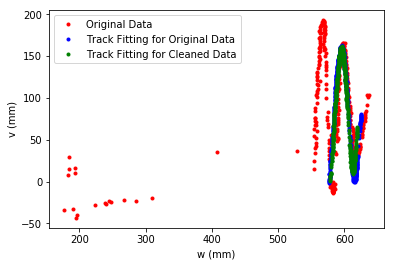 200
150
100
50
0
−50
v (mm)
Original Data
Track Fitting for Original Data
Track Fitting for Cleaned Data
200
300
400
500
600
w (mm)